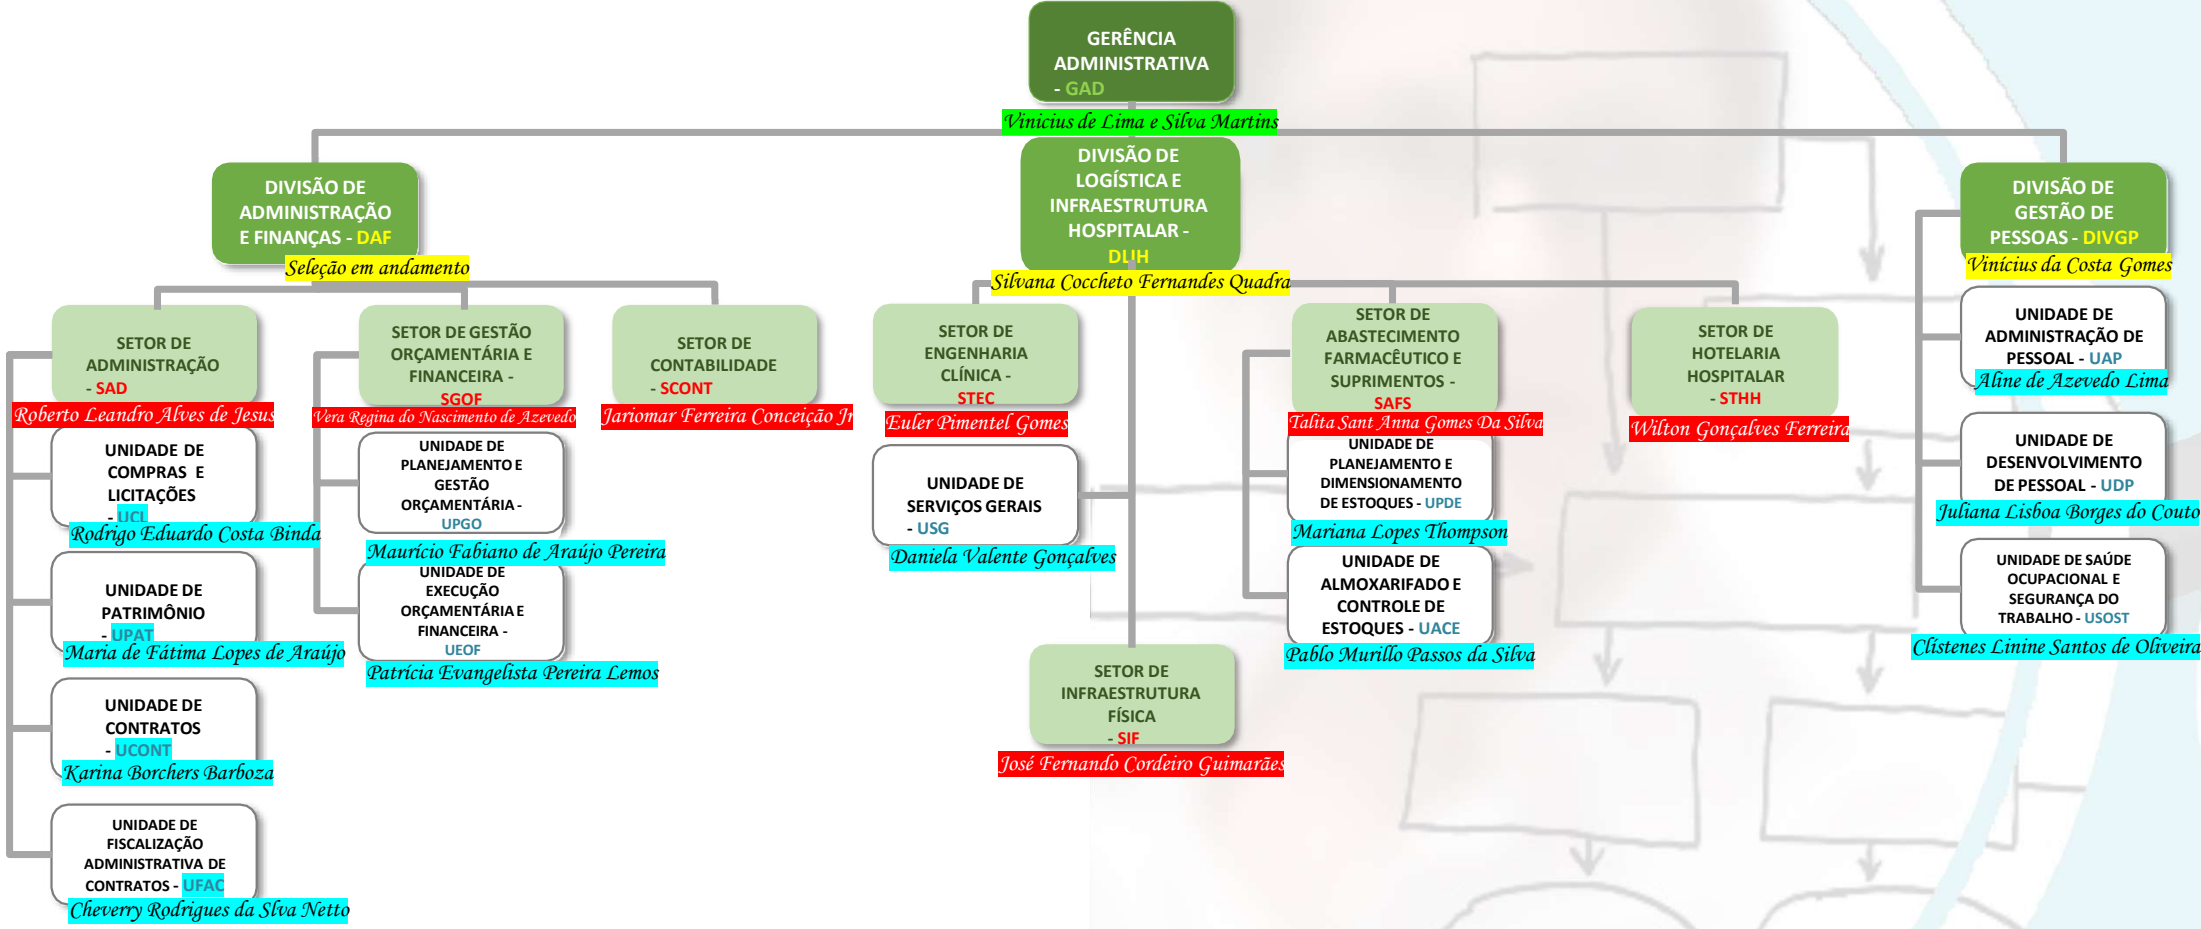 GERÊNCIA
ADMINISTRATIVA
- GAD
Vinicius de Lima e Silva Martins
DIVISÃO DE
ADMINISTRAÇÃO
E FINANÇAS - DAF
Seleção em andamento
SETOR DE
ADMINISTRAÇÃO
- SAD
Roberto Leandro Alves de Jesus
UNIDADE DE
COMPRAS E
LICITAÇÕES
- UCL
Rodrigo Eduardo Costa Binda
UNIDADE DE
PATRIMÔNIO
- UPAT
Maria de Fátima Lopes de Araújo
UNIDADE DE
CONTRATOS
- UCONT
Karina Borchers Barboza
UNIDADE DE
FISCALIZAÇÃO
ADMINISTRATIVA DE
CONTRATOS - UFAC
Cheverry Rodrigues da Slva Netto
SETOR DE GESTÃO
ORÇAMENTÁRIA E
FINANCEIRA -
SGOF
Vera Regina do Nascimento de Azevedo
UNIDADE DE
PLANEJAMENTO E
GESTÃO
ORÇAMENTÁRIA -
UPGO
Maurício Fabiano de Araújo Pereira
UNIDADE DE
EXECUÇÃO
ORÇAMENTÁRIA E
FINANCEIRA -
UEOF
Patrícia Evangelista Pereira Lemos
SETOR DE
CONTABILIDADE
- SCONT
Jariomar Ferreira Conceição Jr
DIVISÃO DE
LOGÍSTICA E
INFRAESTRUTURA
HOSPITALAR -
DLIH
Silvana Coccheto Fernandes Quadra
SETOR DE
ENGENHARIA
CLÍNICA -
STEC
Euler Pimentel Gomes
UNIDADE DE
SERVIÇOS GERAIS
- USG
Daniela Valente Gonçalves
SETOR DE
INFRAESTRUTURA
FÍSICA
- SIF
José Fernando Cordeiro Guimarães
SETOR DE
ABASTECIMENTO
FARMACÊUTICO E
SUPRIMENTOS -
SAFS
Talita Sant Anna Gomes Da Silva
UNIDADE DE
PLANEJAMENTO E
DIMENSIONAMENTO
DE ESTOQUES - UPDE
Mariana Lopes Thompson
UNIDADE DE
ALMOXARIFADO E
CONTROLE DE
ESTOQUES - UACE
Pablo Murillo Passos da Silva
SETOR DE
HOTELARIA
HOSPITALAR
- STHH
Wilton Gonçalves Ferreira
DIVISÃO DE
GESTÃO DE
PESSOAS - DIVGP
Vinícius da Costa Gomes
UNIDADE DE
ADMINISTRAÇÃO DE
PESSOAL - UAP
Aline de Azevedo Lima
UNIDADE DE
DESENVOLVIMENTO
DE PESSOAL - UDP
Juliana Lisboa Borges do Couto
UNIDADE DE SAÚDE
OCUPACIONAL E
SEGURANÇA DO
TRABALHO - USOST
Clístenes Linine Santos de Oliveira